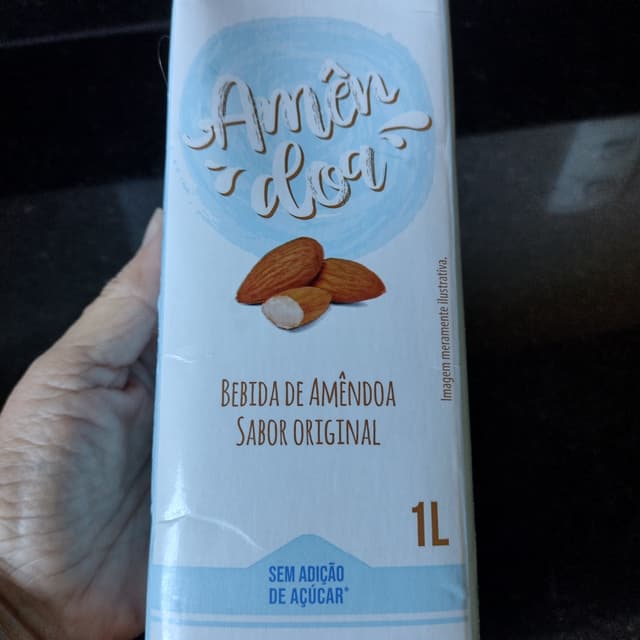 Amên
doa
Imagem meramente ilustrativa.
BEBIDA DE AMÊNDOA
SABOR ORIGINAL
1L
SEM ADIÇÃO
DE AÇÚCAR*